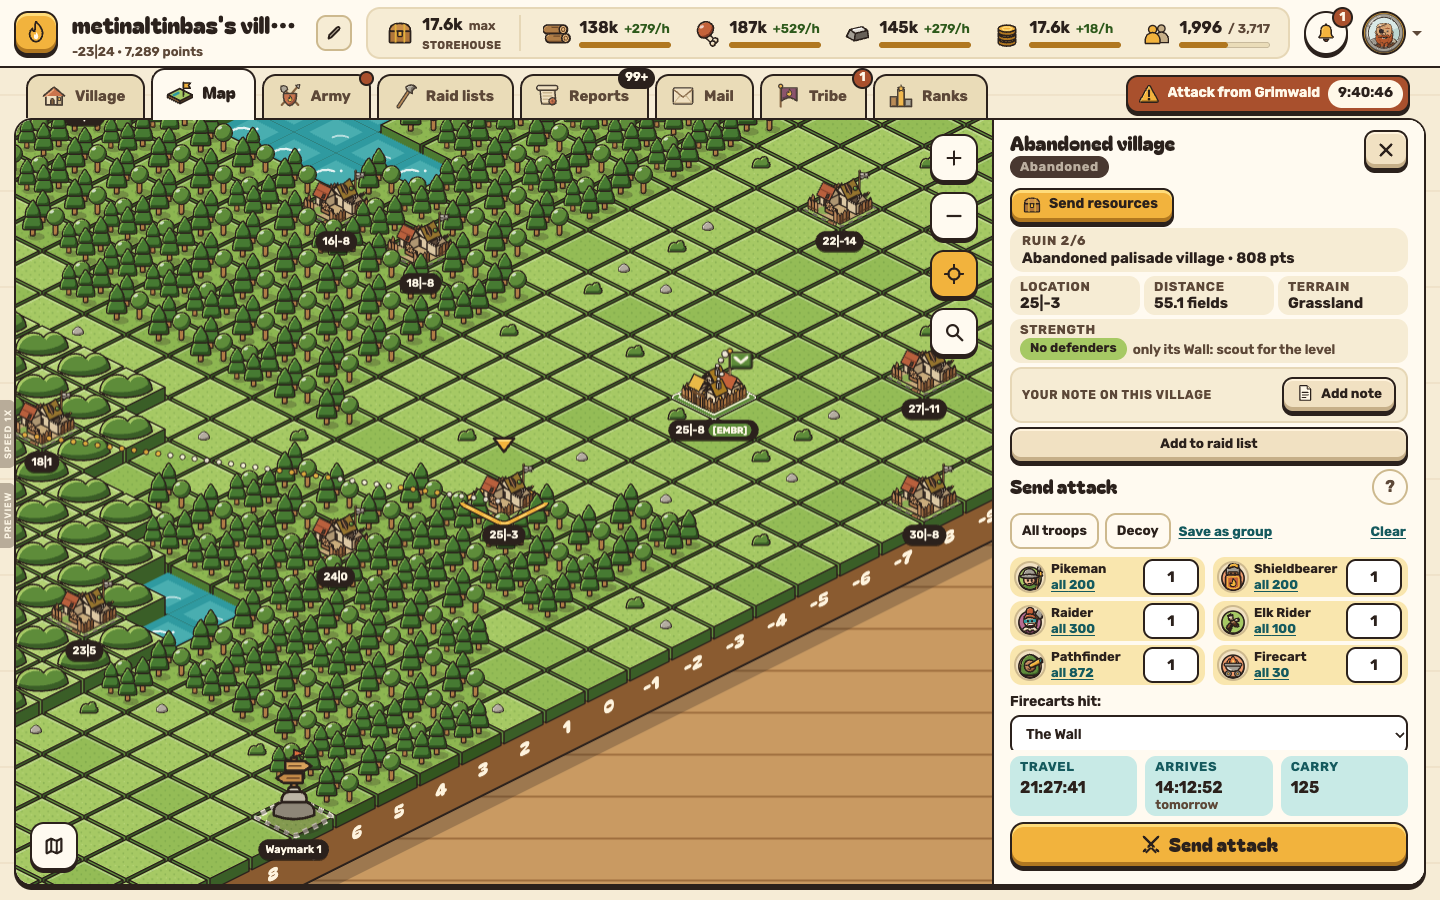 metinaltinbas's vill···
-23|24 • 7,289 points
17.6k max
STOREHOUSE
138k +279/h
187k +529/h
145k +279/h
17.6k +18/h
1,996 / 3,717
1
Village
Map
Army
Raid lists
Reports
99+
Mail
Tribe
1
Ranks
Attack from Grimwald 9:40:46
SPEED 1X
PREVIEW
16|-8
18|-8
22|-14
27|-11
25|-8 [EMBR]
18|1
25|-3
30|-8
24|0
23|5
Waymark 1
-7
-6
-5
-4
-3
-2
-1
0
1
2
3
4
5
6
8
Abandoned village
Abandoned
Send resources
RUIN 2/6
Abandoned palisade village • 808 pts
LOCATION
25|-3
DISTANCE
55.1 fields
TERRAIN
Grassland
STRENGTH
No defenders only its Wall: scout for the level
YOUR NOTE ON THIS VILLAGE
Add note
Add to raid list
Send attack
?
All troops
Decoy
Save as group
Clear
Pikeman
all 200
1
Shieldbearer
all 200
1
Raider
all 300
1
Elk Rider
all 100
1
Pathfinder
all 872
1
Firecart
all 30
1
Firecarts hit:
The Wall
TRAVEL
21:27:41
ARRIVES
14:12:52
tomorrow
CARRY
125
Send attack